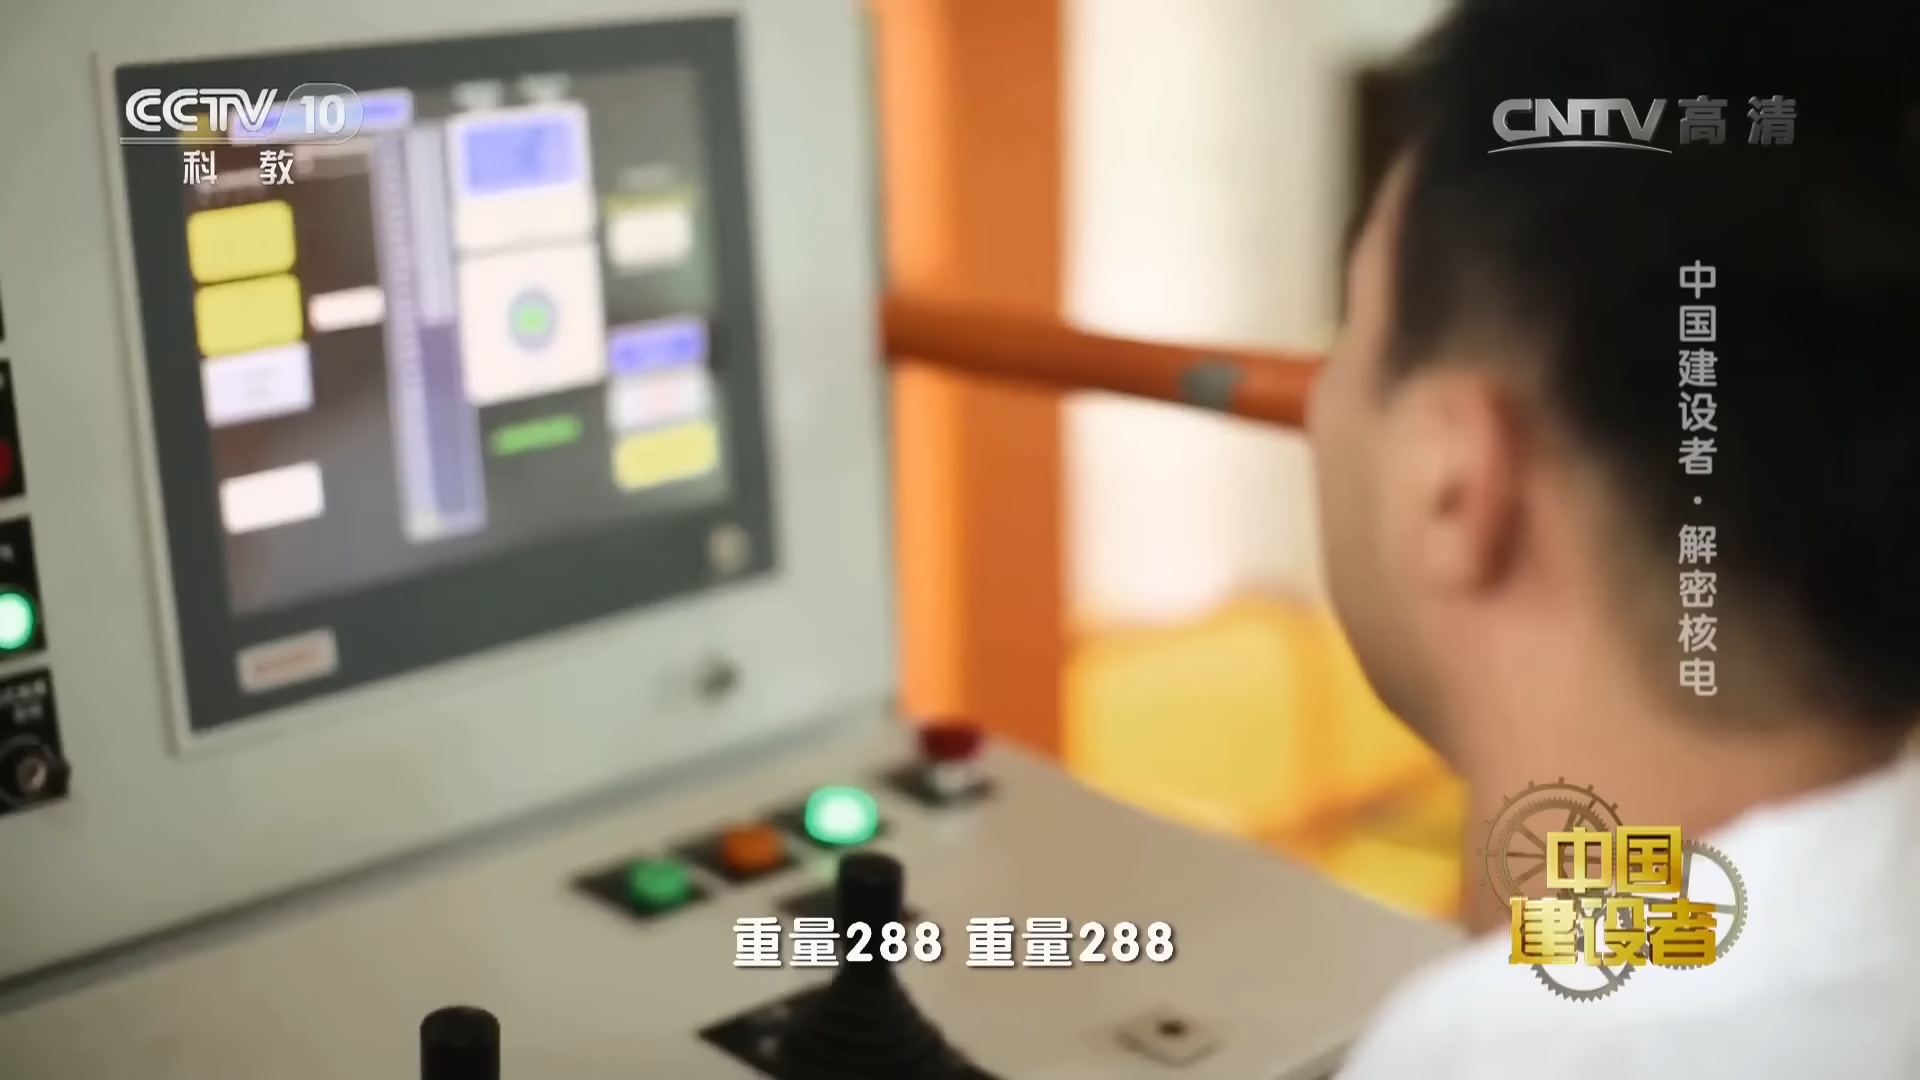 CCTV 10
科教
CNTV高清
中国建设者·解密核电
中国
建设者
重量288 重量288